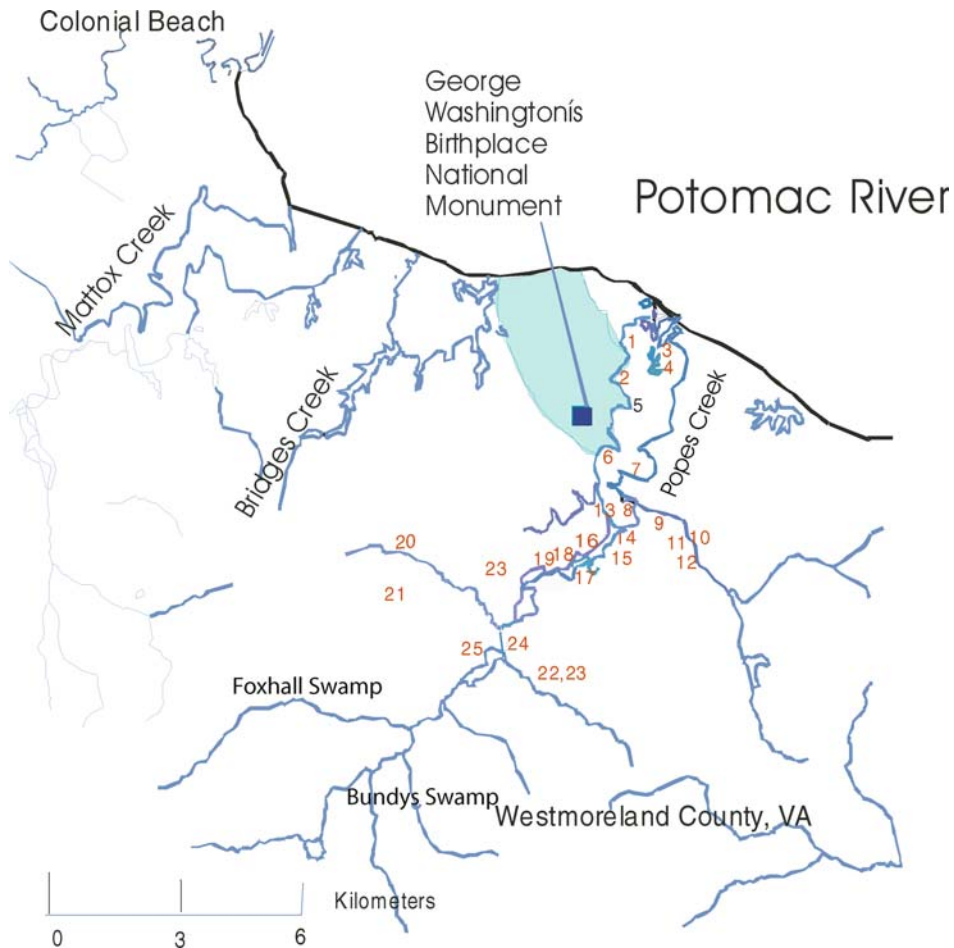 Colonial Beach
George
Washingtonís
Birthplace
National
Monument
Potomac River
Mattox Creek
Bridges Creek
Popes Creek
1
3
4
2
5
6
7
13
8
9
10
11
12
14
15
16
17
18
19
20
23
21
24
25
22,23
Foxhall Swamp
Bundys Swamp
Westmoreland County, VA
Kilometers
0
3
6